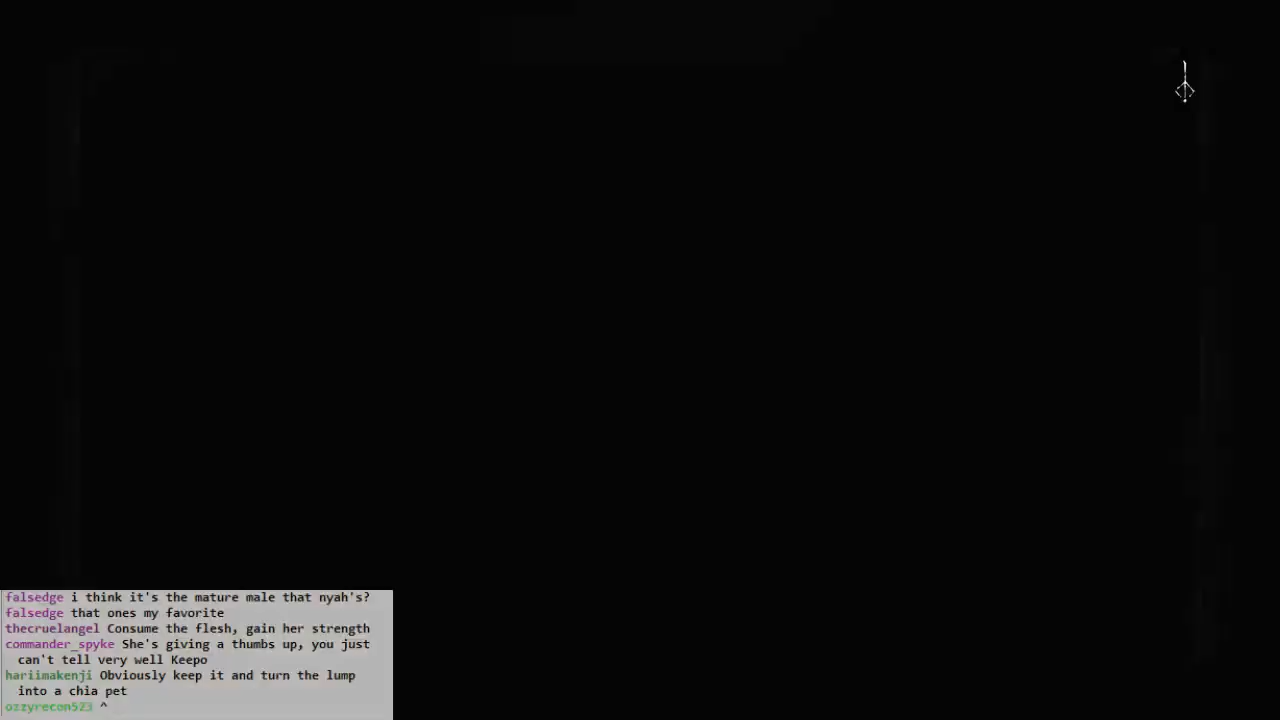 falsedge i think it's the mature male that nyah's?
falsedge that ones my favorite
thecruelangel Consume the flesh, gain her strength
commander_spyke She's giving a thumbs up, you just
can't tell very well Keepo
hariimakenji Obviously keep it and turn the lump
into a chia pet
ozzyrecon523 ^